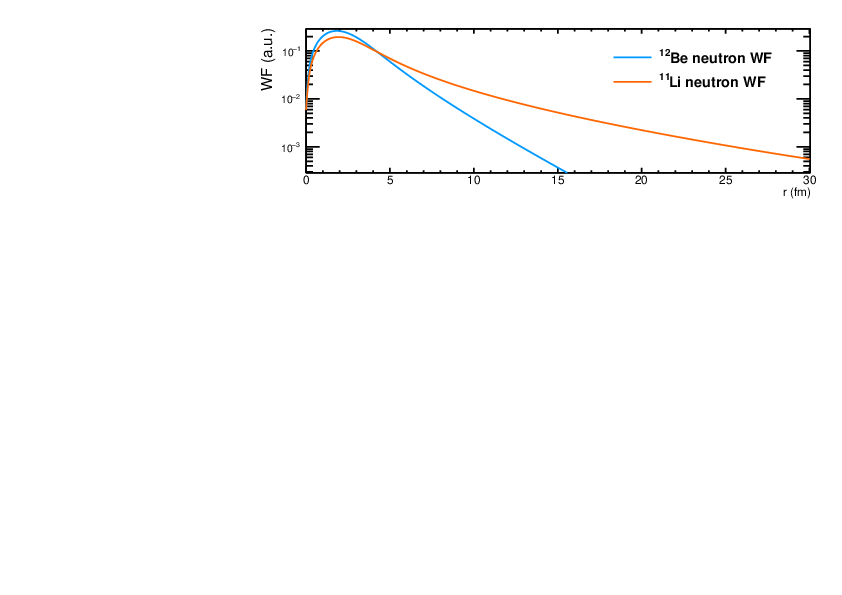 WF (a.u.)
10⁻¹
10⁻²
10⁻³
¹²Be neutron WF
¹¹Li neutron WF
0 5 10 15 20 25 30
r (fm)